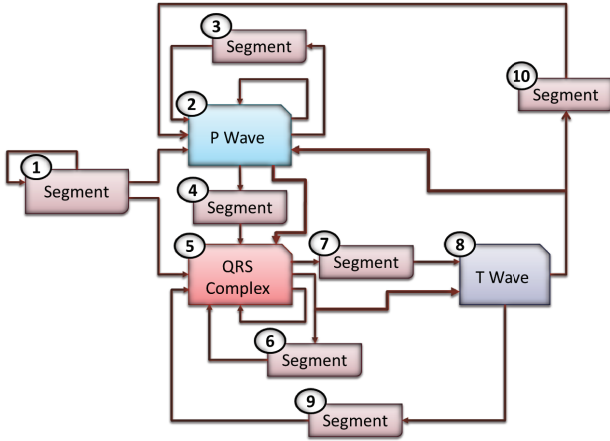 3
Segment
10
Segment
2
P Wave
1
Segment
4
Segment
5
QRS
Complex
7
Segment
8
T Wave
6
Segment
9
Segment